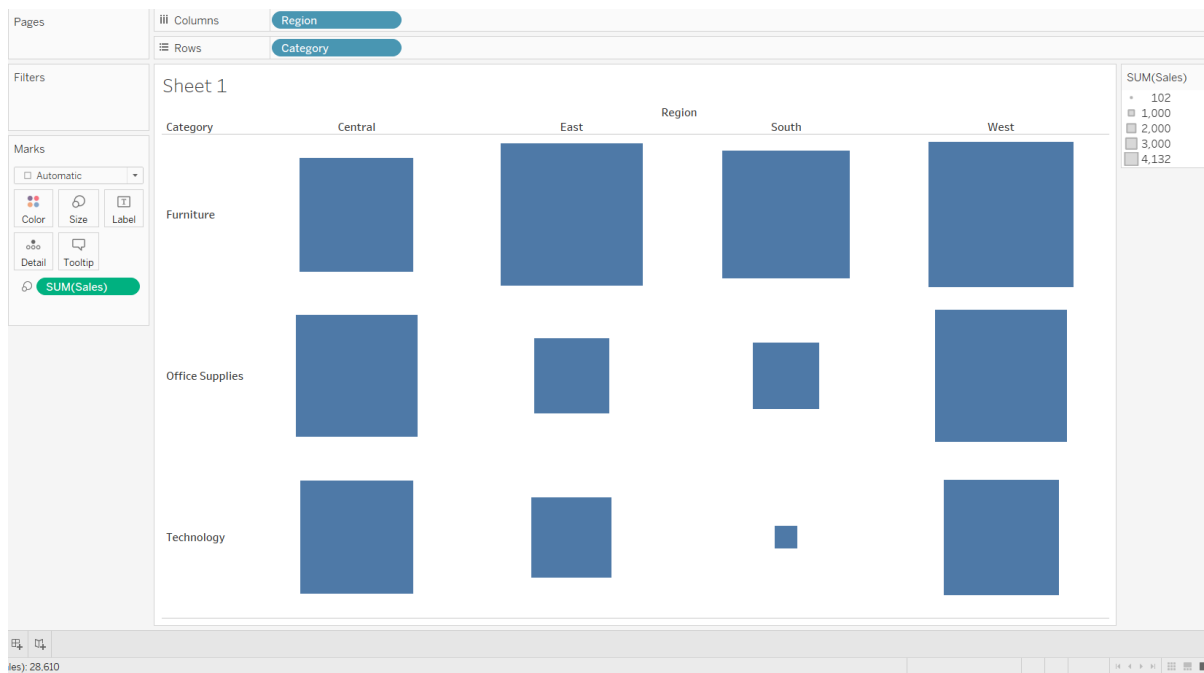 Pages
Columns Region
Rows Category
Filters
Marks
Automatic
Color Size Label
Detail Tooltip
SUM(Sales)
Sheet 1
Region
Category Central East South West
Furniture
Office Supplies
Technology
SUM(Sales)
102
1,000
2,000
3,000
4,132
les): 28,610